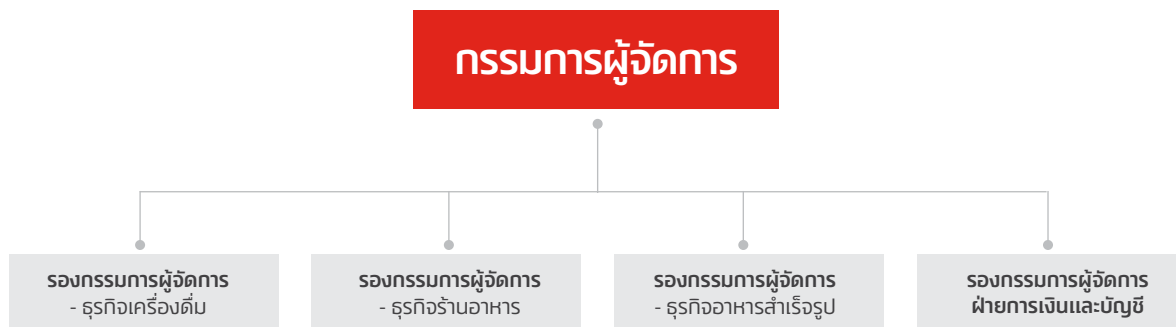 กรรมการผู้จัดการ
รองกรรมการผู้จัดการ
- ธุรกิจเครื่องดื่ม
รองกรรมการผู้จัดการ
- ธุรกิจร้านอาหาร
รองกรรมการผู้จัดการ
- ธุรกิจอาหารสำเร็จรูป
รองกรรมการผู้จัดการ
ฝ่ายการเงินและบัญชี